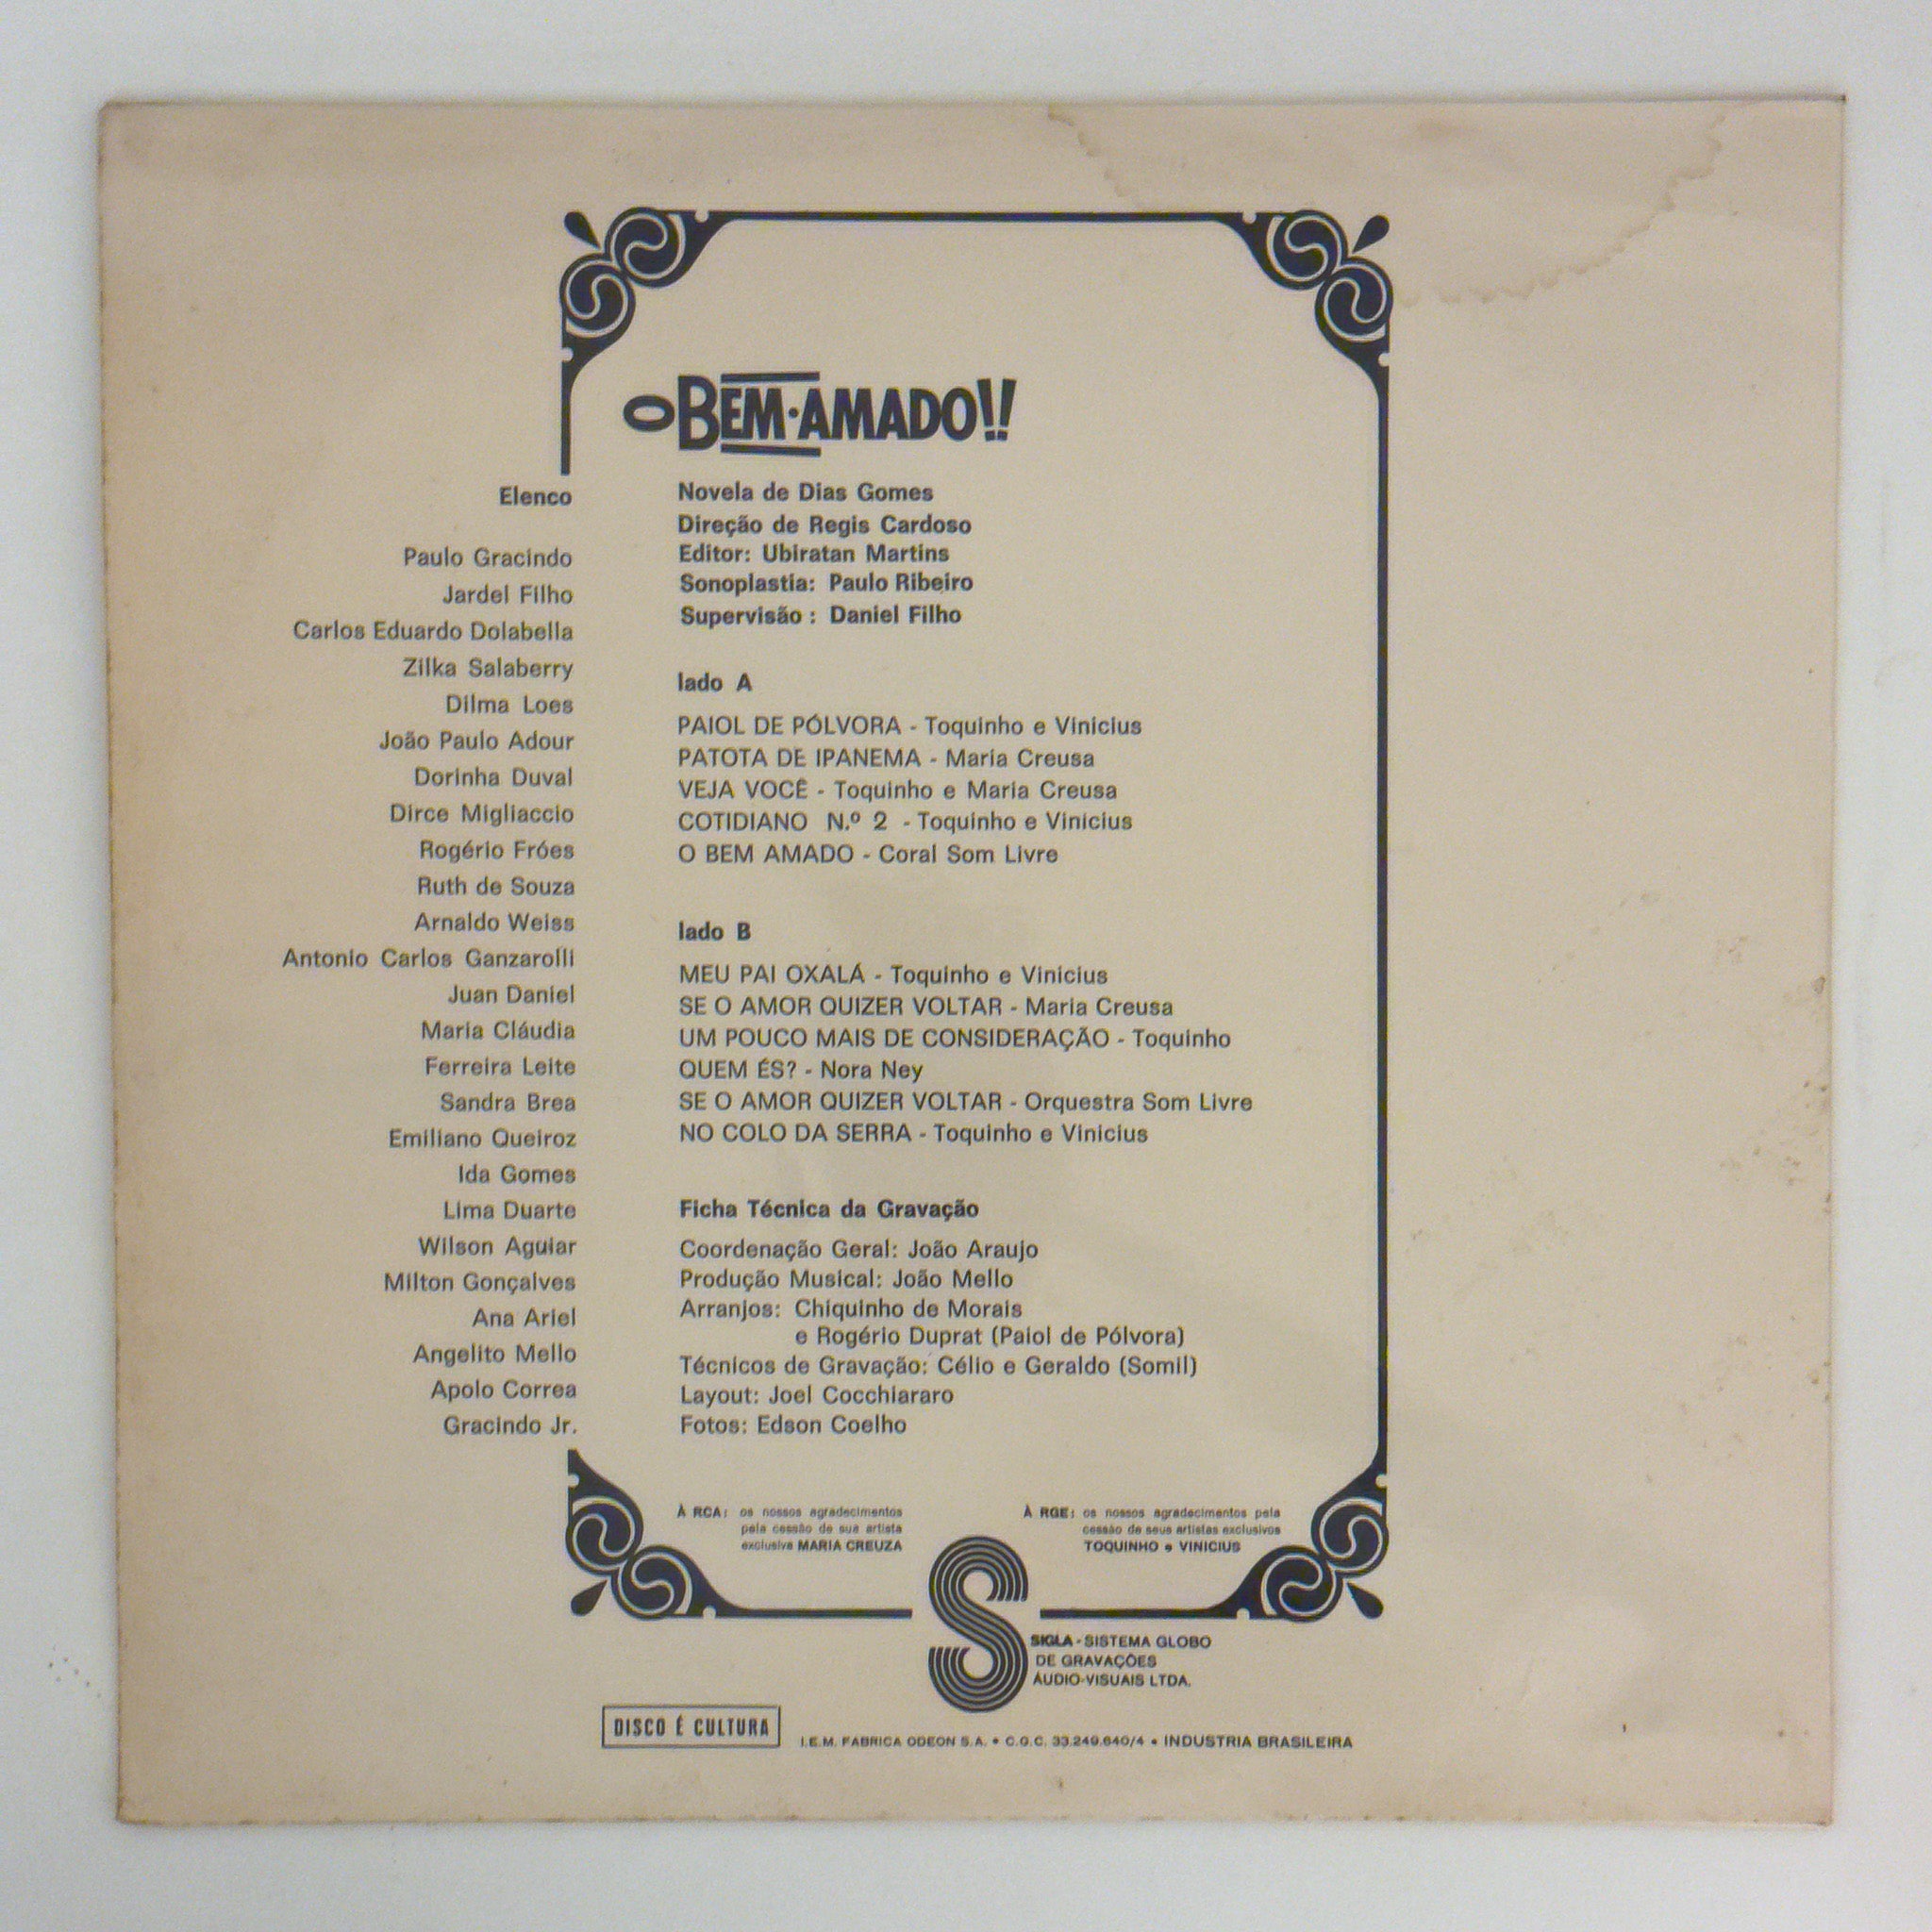 O BEM·AMADO!!
Elenco
Paulo Gracindo
Jardel Filho
Carlos Eduardo Dolabella
Zilka Salaberry
Dilma Loes
João Paulo Adour
Dorinha Duval
Dirce Migliaccio
Rogério Fróes
Ruth de Souza
Arnaldo Weiss
Antonio Carlos Ganzarolli
Juan Daniel
Maria Cláudia
Ferreira Leite
Sandra Brea
Emiliano Queiroz
Ida Gomes
Lima Duarte
Wilson Aguiar
Milton Gonçalves
Ana Ariel
Angelito Mello
Apolo Correa
Gracindo Jr.
Novela de Dias Gomes
Direção de Regis Cardoso
Editor: Ubiratan Martins
Sonoplastia: Paulo Ribeiro
Supervisão : Daniel Filho
lado A
PAIOL DE PÓLVORA - Toquinho e Vinicius
PATOTA DE IPANEMA - Maria Creusa
VEJA VOCÊ - Toquinho e Maria Creusa
COTIDIANO N.º 2 - Toquinho e Vinicius
O BEM AMADO - Coral Som Livre
lado B
MEU PAI OXALÁ - Toquinho e Vinicius
SE O AMOR QUIZER VOLTAR - Maria Creusa
UM POUCO MAIS DE CONSIDERAÇÃO - Toquinho
QUEM ÉS? - Nora Ney
SE O AMOR QUIZER VOLTAR - Orquestra Som Livre
NO COLO DA SERRA - Toquinho e Vinicius
Ficha Técnica da Gravação
Coordenação Geral: João Araujo
Produção Musical: João Mello
Arranjos: Chiquinho de Morais
e Rogério Duprat (Paiol de Pólvora)
Técnicos de Gravação: Célio e Geraldo (Somil)
Layout: Joel Cocchiararo
Fotos: Edson Coelho
À RCA: os nossos agradecimentos
pela cessão de sua artista
exclusiva MARIA CREUZA
À RGE: os nossos agradecimentos pela
cessão de seus artistas exclusivos
TOQUINHO e VINICIUS
SIGLA - SISTEMA GLOBO
DE GRAVAÇÕES
ÁUDIO-VISUAIS LTDA.
DISCO É CULTURA
I.E.M. FABRICA ODEON S.A. • C.G.C. 33.249.640/4 • INDUSTRIA BRASILEIRA